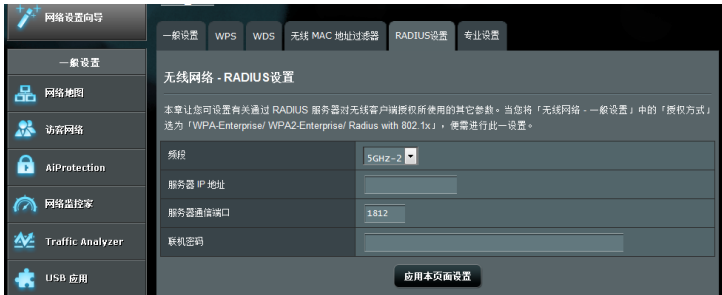 网络设置向导
一般设置
网络地图
访客网络
AiProtection
网络监控家
Traffic Analyzer
USB 应用
一般设置 WPS WDS 无线 MAC 地址过滤器 RADIUS设置 专业设置
无线网络 - RADIUS设置
本章让您可设置有关通过 RADIUS 服务器对无线客户端授权所使用的其它参数。当您将「无线网络 - 一般设置」中的「授权方式」
选为「WPA-Enterprise/ WPA2-Enterprise/ Radius with 802.1x」，便需进行此一设置。
频段 5GHz-2
服务器 IP 地址
服务器通信端口 1812
联机密码
应用本页面设置